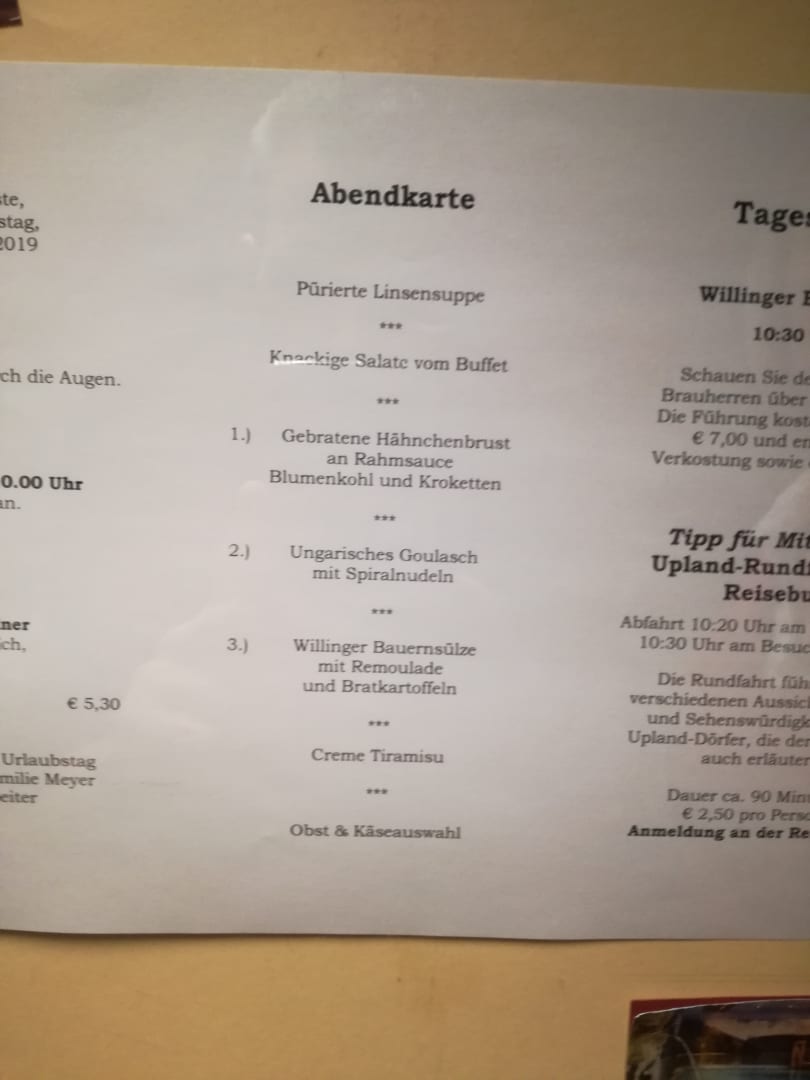 ste,
stag,
2019
ch die Augen.
0.00 Uhr
an.
ner
ich,
€ 5,30
Urlaubstag
milie Meyer
eiter
Abendkarte
Pürierte Linsensuppe
***
Knackige Salate vom Buffet
***
1.) Gebratene Hähnchenbrust
an Rahmsauce
Blumenkohl und Kroketten
***
2.) Ungarisches Goulasch
mit Spiralnudeln
***
3.) Willinger Bauernsülze
mit Remoulade
und Bratkartoffeln
***
Creme Tiramisu
***
Obst & Käseauswahl
Tages
Willinger
10:30
Schauen Sie de
Brauherren über
Die Führung kost
€ 7,00 und en
Verkostung sowie
Tipp für Mit
Upland-Rundf
Reisebu
Abfahrt 10:20 Uhr am
10:30 Uhr am Besuc
Die Rundfahrt füh
verschiedenen Aussich
und Sehenswürdigk
Upland-Dörfer, die der
auch erläuter
Dauer ca. 90 Min
€ 2,50 pro Perso
Anmeldung an der Re